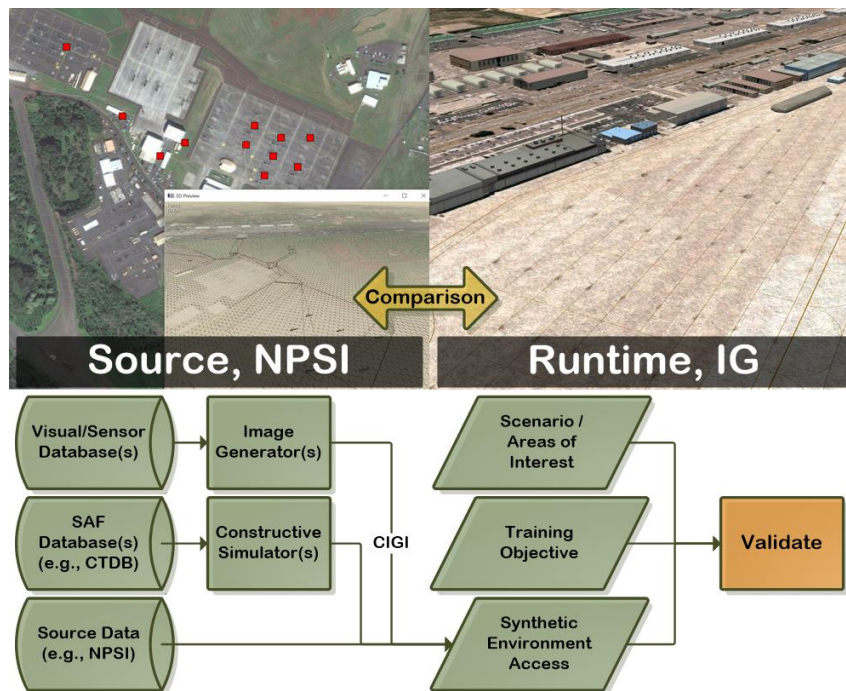 3D Preview
Comparison
Source, NPSI
Runtime, IG
Visual/Sensor
Database(s)
Image
Generator(s)
Scenario /
Areas of
Interest
SAF
Database(s)
(e.g., CTDB)
Constructive
Simulator(s)
CIGI
Training
Objective
Validate
Source Data
(e.g., NPSI)
Synthetic
Environment
Access